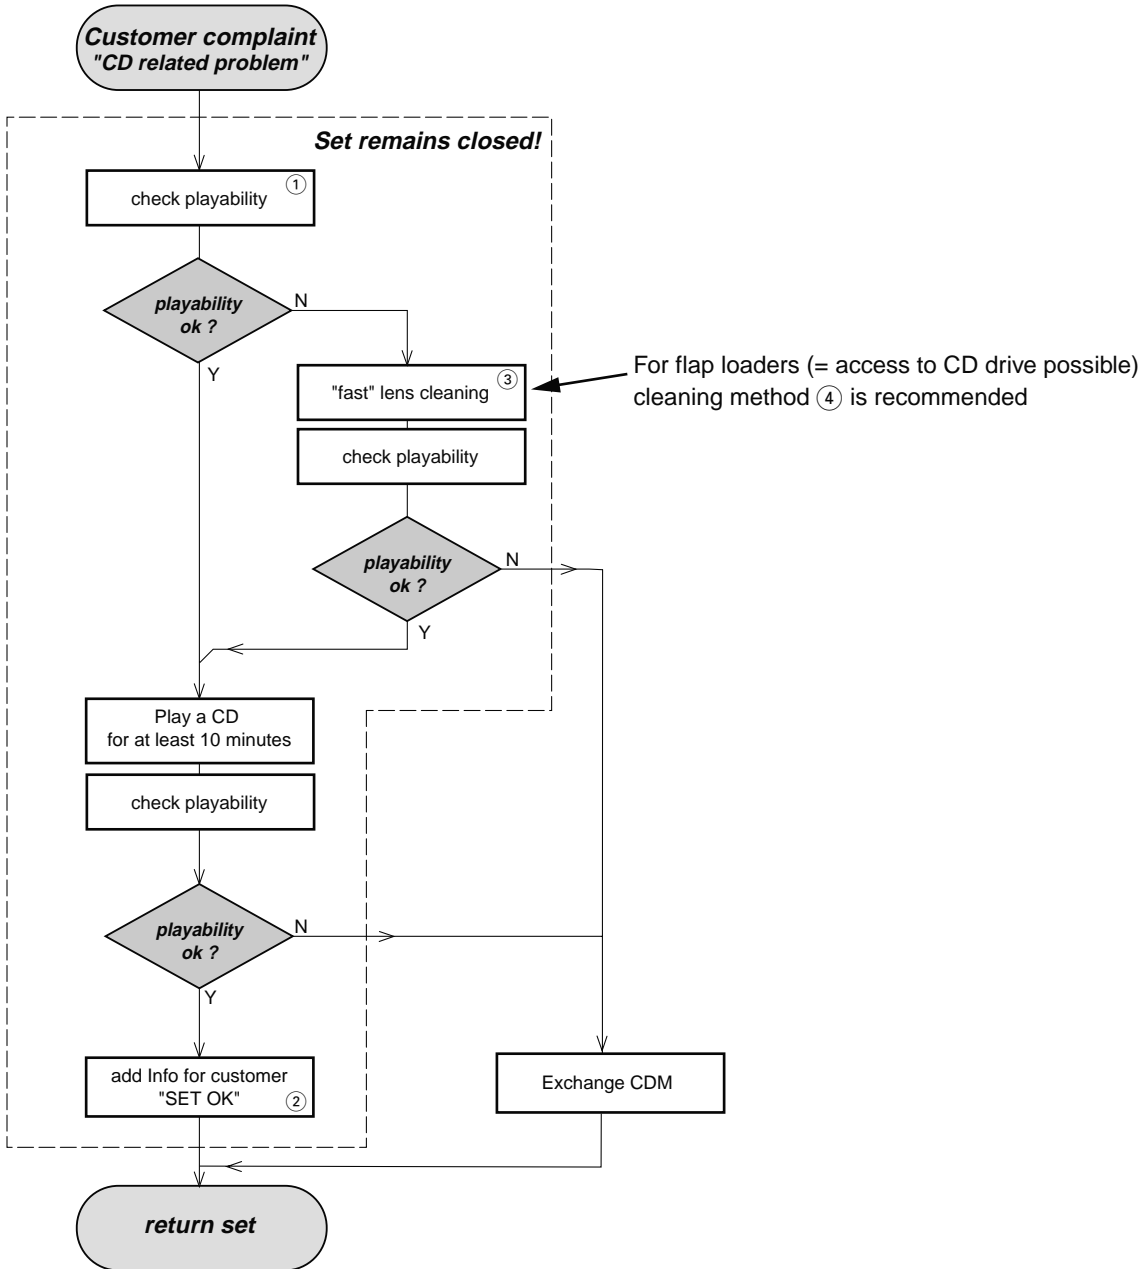 Customer complaint
"CD related problem"
Set remains closed!
check playability ①
playability
ok ?
N
Y
"fast" lens cleaning ③
For flap loaders (= access to CD drive possible)
cleaning method ④ is recommended
check playability
playability
ok ?
N
Y
Play a CD
for at least 10 minutes
check playability
playability
ok ?
N
Y
add Info for customer
"SET OK" ②
Exchange CDM
return set